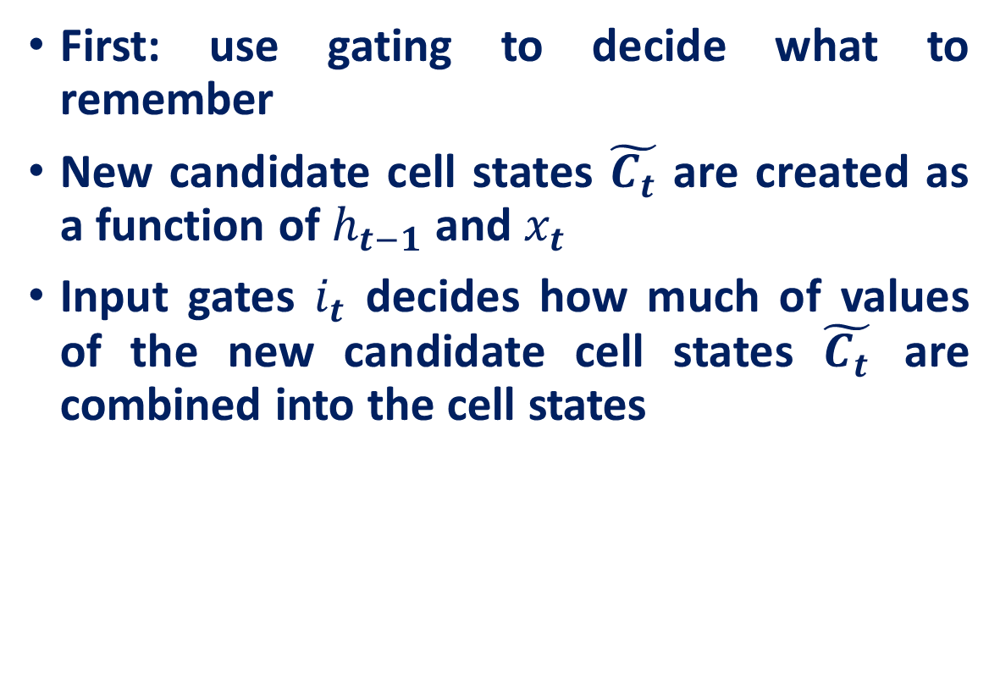 • First: use gating to decide what to
remember
• New candidate cell states $\widetilde{C_t}$ are created as
a function of $h_{t-1}$ and $x_t$
• Input gates $i_t$ decides how much of values
of the new candidate cell states $\widetilde{C_t}$ are
combined into the cell states